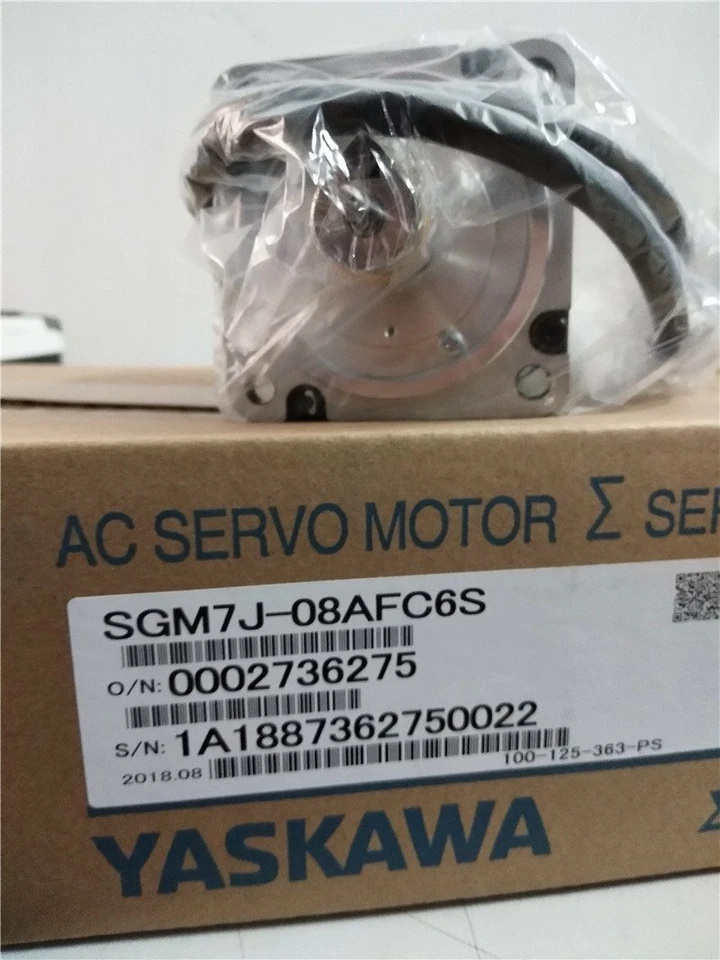 AC SERVO MOTOR Σ SER
SGM7J-08AFC6S
O/N: 0002736275
S/N: 1A1887362750022
2018.08
100-125-363-PS
YASKAWA